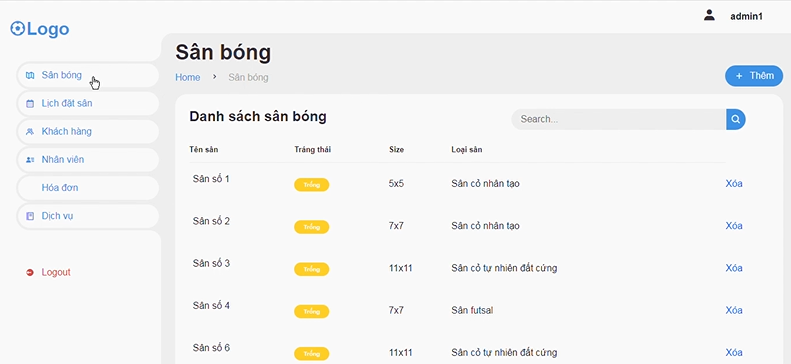 Logo
admin1
Sân bóng
Lịch đặt sân
Khách hàng
Nhân viên
Hóa đơn
Dịch vụ
Logout
Sân bóng
Home > Sân bóng
+ Thêm
Danh sách sân bóng
Search...
Tên sân Trạng thái Size Loại sân
Sân số 1 Trống 5x5 Sân cỏ nhân tạo Xóa
Sân số 2 Trống 7x7 Sân cỏ nhân tạo Xóa
Sân số 3 Trống 11x11 Sân cỏ tự nhiên đất cứng Xóa
Sân số 4 Trống 7x7 Sân futsal Xóa
Sân số 6 Trống 11x11 Sân cỏ tự nhiên đất cứng Xóa